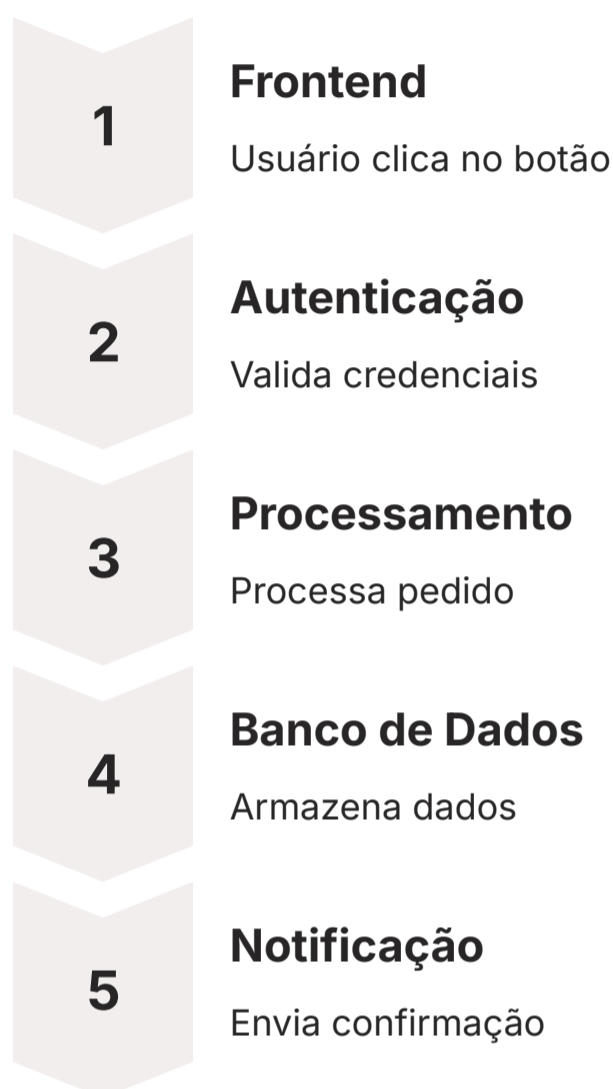 1
Frontend
Usuário clica no botão
2
Autenticação
Valida credenciais
3
Processamento
Processa pedido
4
Banco de Dados
Armazena dados
5
Notificação
Envia confirmação